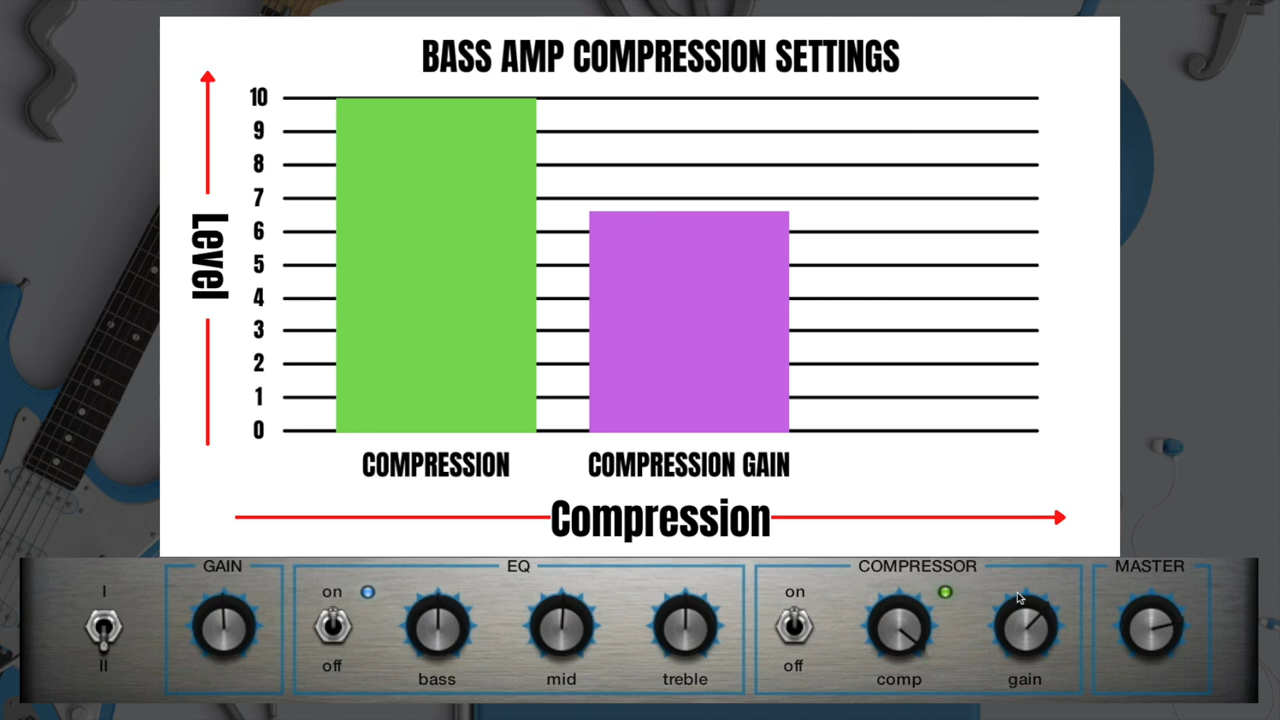 BASS AMP COMPRESSION SETTINGS
10
9
8
7
6
5
4
3
2
1
0
Level
COMPRESSION
COMPRESSION GAIN
Compression
GAIN
EQ
COMPRESSOR
MASTER
I
on
on
II
off
off
bass
mid
treble
comp
gain